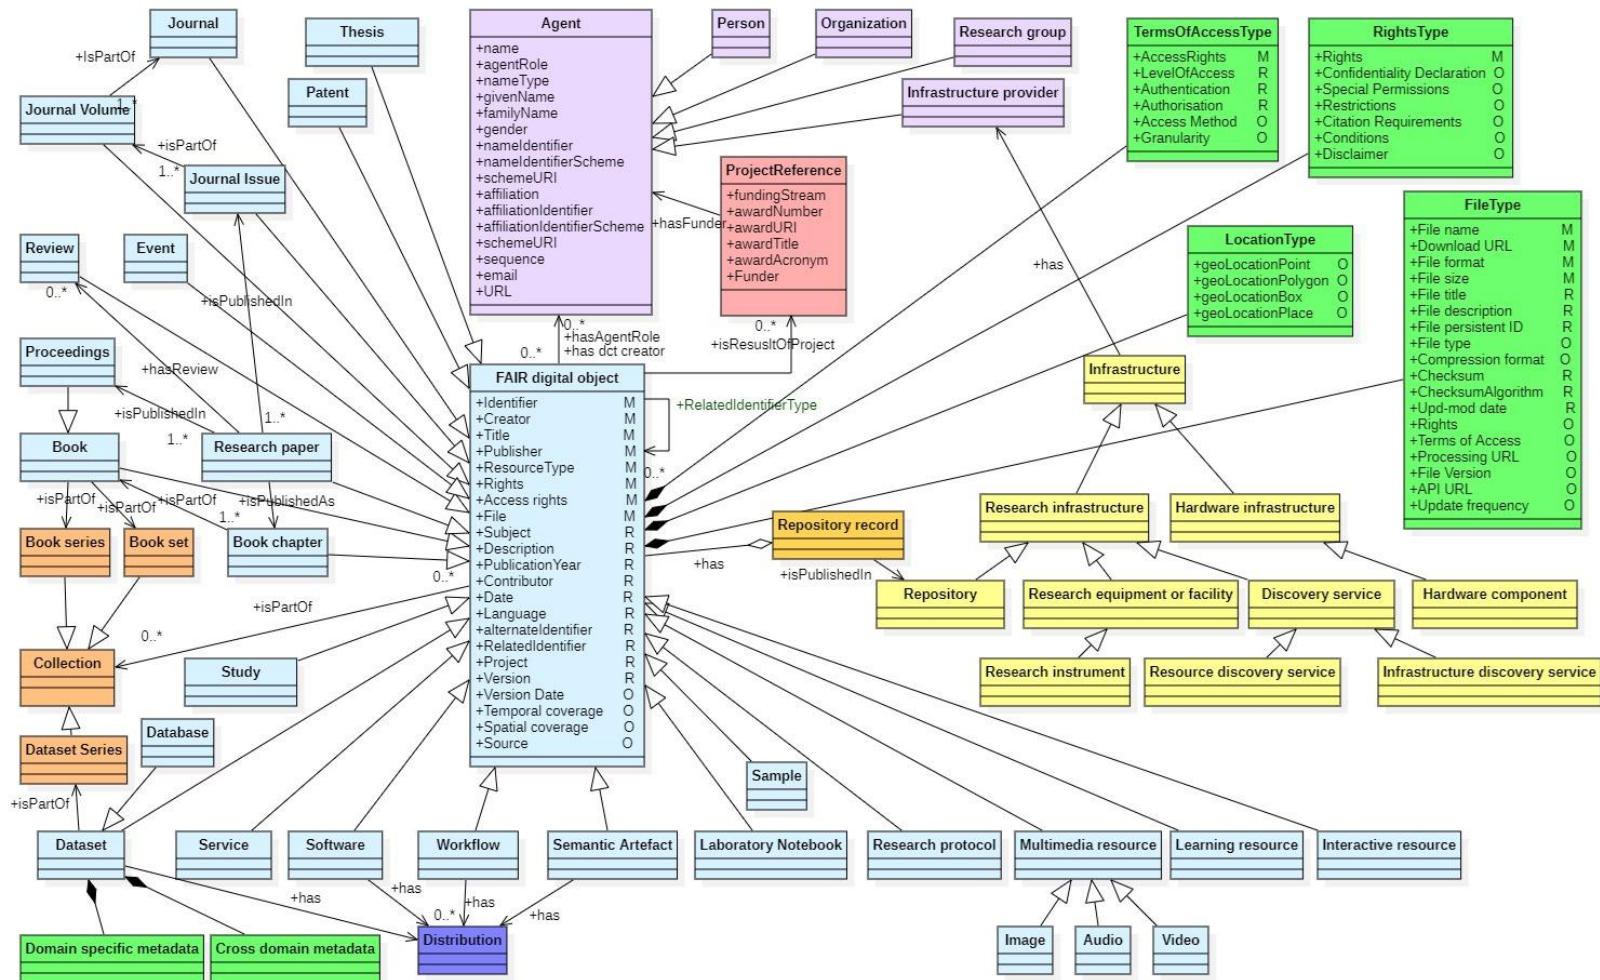 Journal
Thesis
Agent
Person
Organization
Research group
TermsOfAccessType
RightsType
+name
+agentRole
+nameType
+givenName
+familyName
+gender
+nameIdentifier
+nameIdentifierScheme
+schemeURI
+affiliation
+affiliationIdentifier
+affiliationIdentifierScheme
+schemeURI
+sequence
+email
+URL
+AccessRights M
+LevelOfAccess R
+Authentication R
+Authorisation R
+Access Method O
+Granularity O
+Rights M
+Confidentiality Declaration O
+Special Permissions O
+Restrictions O
+Citation Requirements O
+Conditions O
+Disclaimer O
+IsPartOf
Patent
Infrastructure provider
Journal Volume
1..*
+isPartOf
1..*
Journal Issue
ProjectReference
+fundingStream
+awardNumber
+awardURI
+awardTitle
+awardAcronym
+Funder
+hasFunder
FileType
+File name M
+Download URL M
+File format M
+File size M
+File title R
+File description R
+File persistent ID R
+File type O
+Compression format O
+Checksum R
+ChecksumAlgorithm R
+Upd-mod date R
+Rights O
+Terms of Access O
+Processing URL O
+File Version O
+API URL O
+Update frequency O
LocationType
+geoLocationPoint O
+geoLocationPolygon O
+geoLocationBox O
+geoLocationPlace O
Review
Event
0..*
+isPublishedIn
+has
0..*
+hasAgentRole
+has dct creator
0..*
0..*
+isResusltOfProject
Proceedings
+hasReview
Infrastructure
FAIR digital object
+Identifier M
+Creator M
+Title M
+Publisher M
+ResourceType M
+Rights M
+Access rights M
+File M
+Subject R
+Description R
+PublicationYear R
+Contributor R
+Date R
+Language R
+alternateIdentifier R
+RelatedIdentifier R
+Project R
+Version R
+Version Date O
+Temporal coverage O
+Spatial coverage O
+Source O
+RelatedIdentifierType
0..*
+isPublishedIn
1..*
1..*
Book
Research paper
+isPartOf
+isPartOf
+isPartOf
+isPublishedAs
1..*
Book series
Book set
Book chapter
0..*
Research infrastructure
Hardware infrastructure
Repository record
+has
+isPublishedIn
Repository
Research equipment or facility
Discovery service
Hardware component
+isPartOf
0..*
Collection
Study
Research instrument
Resource discovery service
Infrastructure discovery service
Dataset Series
Database
Sample
+isPartOf
Dataset
Service
Software
Workflow
Semantic Artefact
Laboratory Notebook
Research protocol
Multimedia resource
Learning resource
Interactive resource
+has
+has
+has
0..*
+has
Domain specific metadata
Cross domain metadata
Distribution
Image
Audio
Video